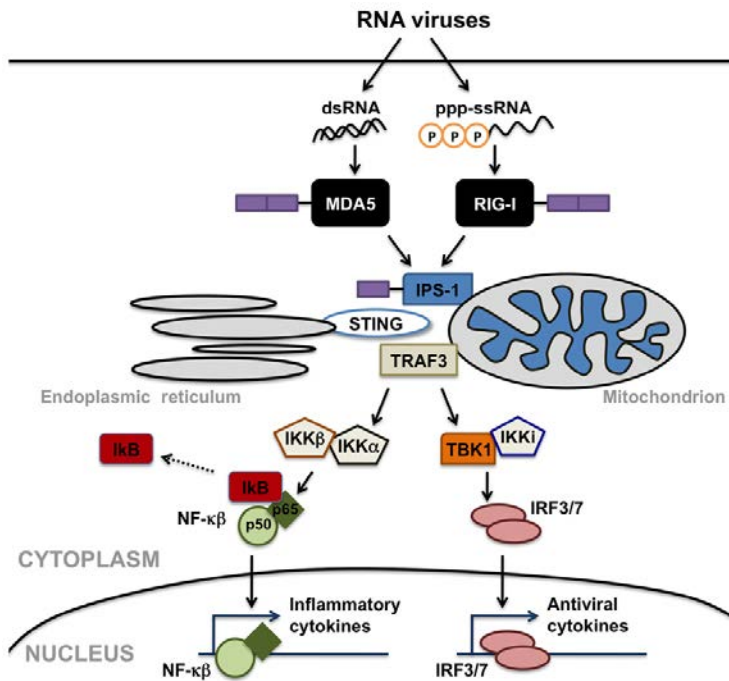 RNA viruses
dsRNA
ppp-ssRNA
P P P
MDA5
RIG-I
IPS-1
STING
TRAF3
Endoplasmic reticulum
Mitochondrion
IKKβ
IKKα
TBK1
IKKi
IkB
IkB
p65
NF-κβ
p50
IRF3/7
CYTOPLASM
Inflammatory
cytokines
Antiviral
cytokines
NUCLEUS
NF-κβ
IRF3/7